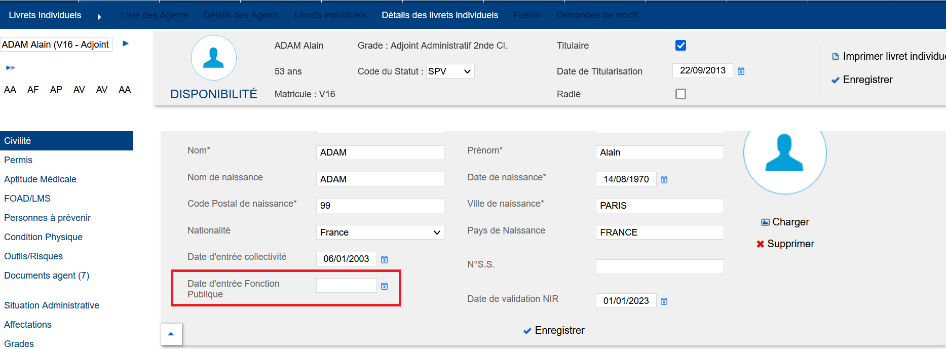 Livrets Individuels
Liste des Agents
Détails des Agents
Livrets Individuels
Détails des livrets individuels
Fusion
Demandes de modif.
ADAM Alain (V16 - Adjoint
AA AF AP AV AV AA
DISPONIBILITÉ
ADAM Alain
Grade : Adjoint Administratif 2nde Cl.
Titulaire
53 ans
Code du Statut : SPV
Date de Titularisation 22/09/2013
Matricule : V16
Radié
Imprimer livret individue
Enregistrer
Civilité
Permis
Aptitude Médicale
FOAD/LMS
Personnes à prévenir
Condition Physique
Outils/Risques
Documents agent (7)
Situation Administrative
Affectations
Grades
Nom* ADAM
Prénom* Alain
Nom de naissance ADAM
Date de naissance* 14/08/1970
Code Postal de naissance* 99
Ville de naissance* PARIS
Nationalité France
Pays de Naissance FRANCE
Date d'entrée collectivité 06/01/2003
N°S.S.
Date d'entrée Fonction
Publique
Date de validation NIR 01/01/2023
Charger
Supprimer
Enregistrer